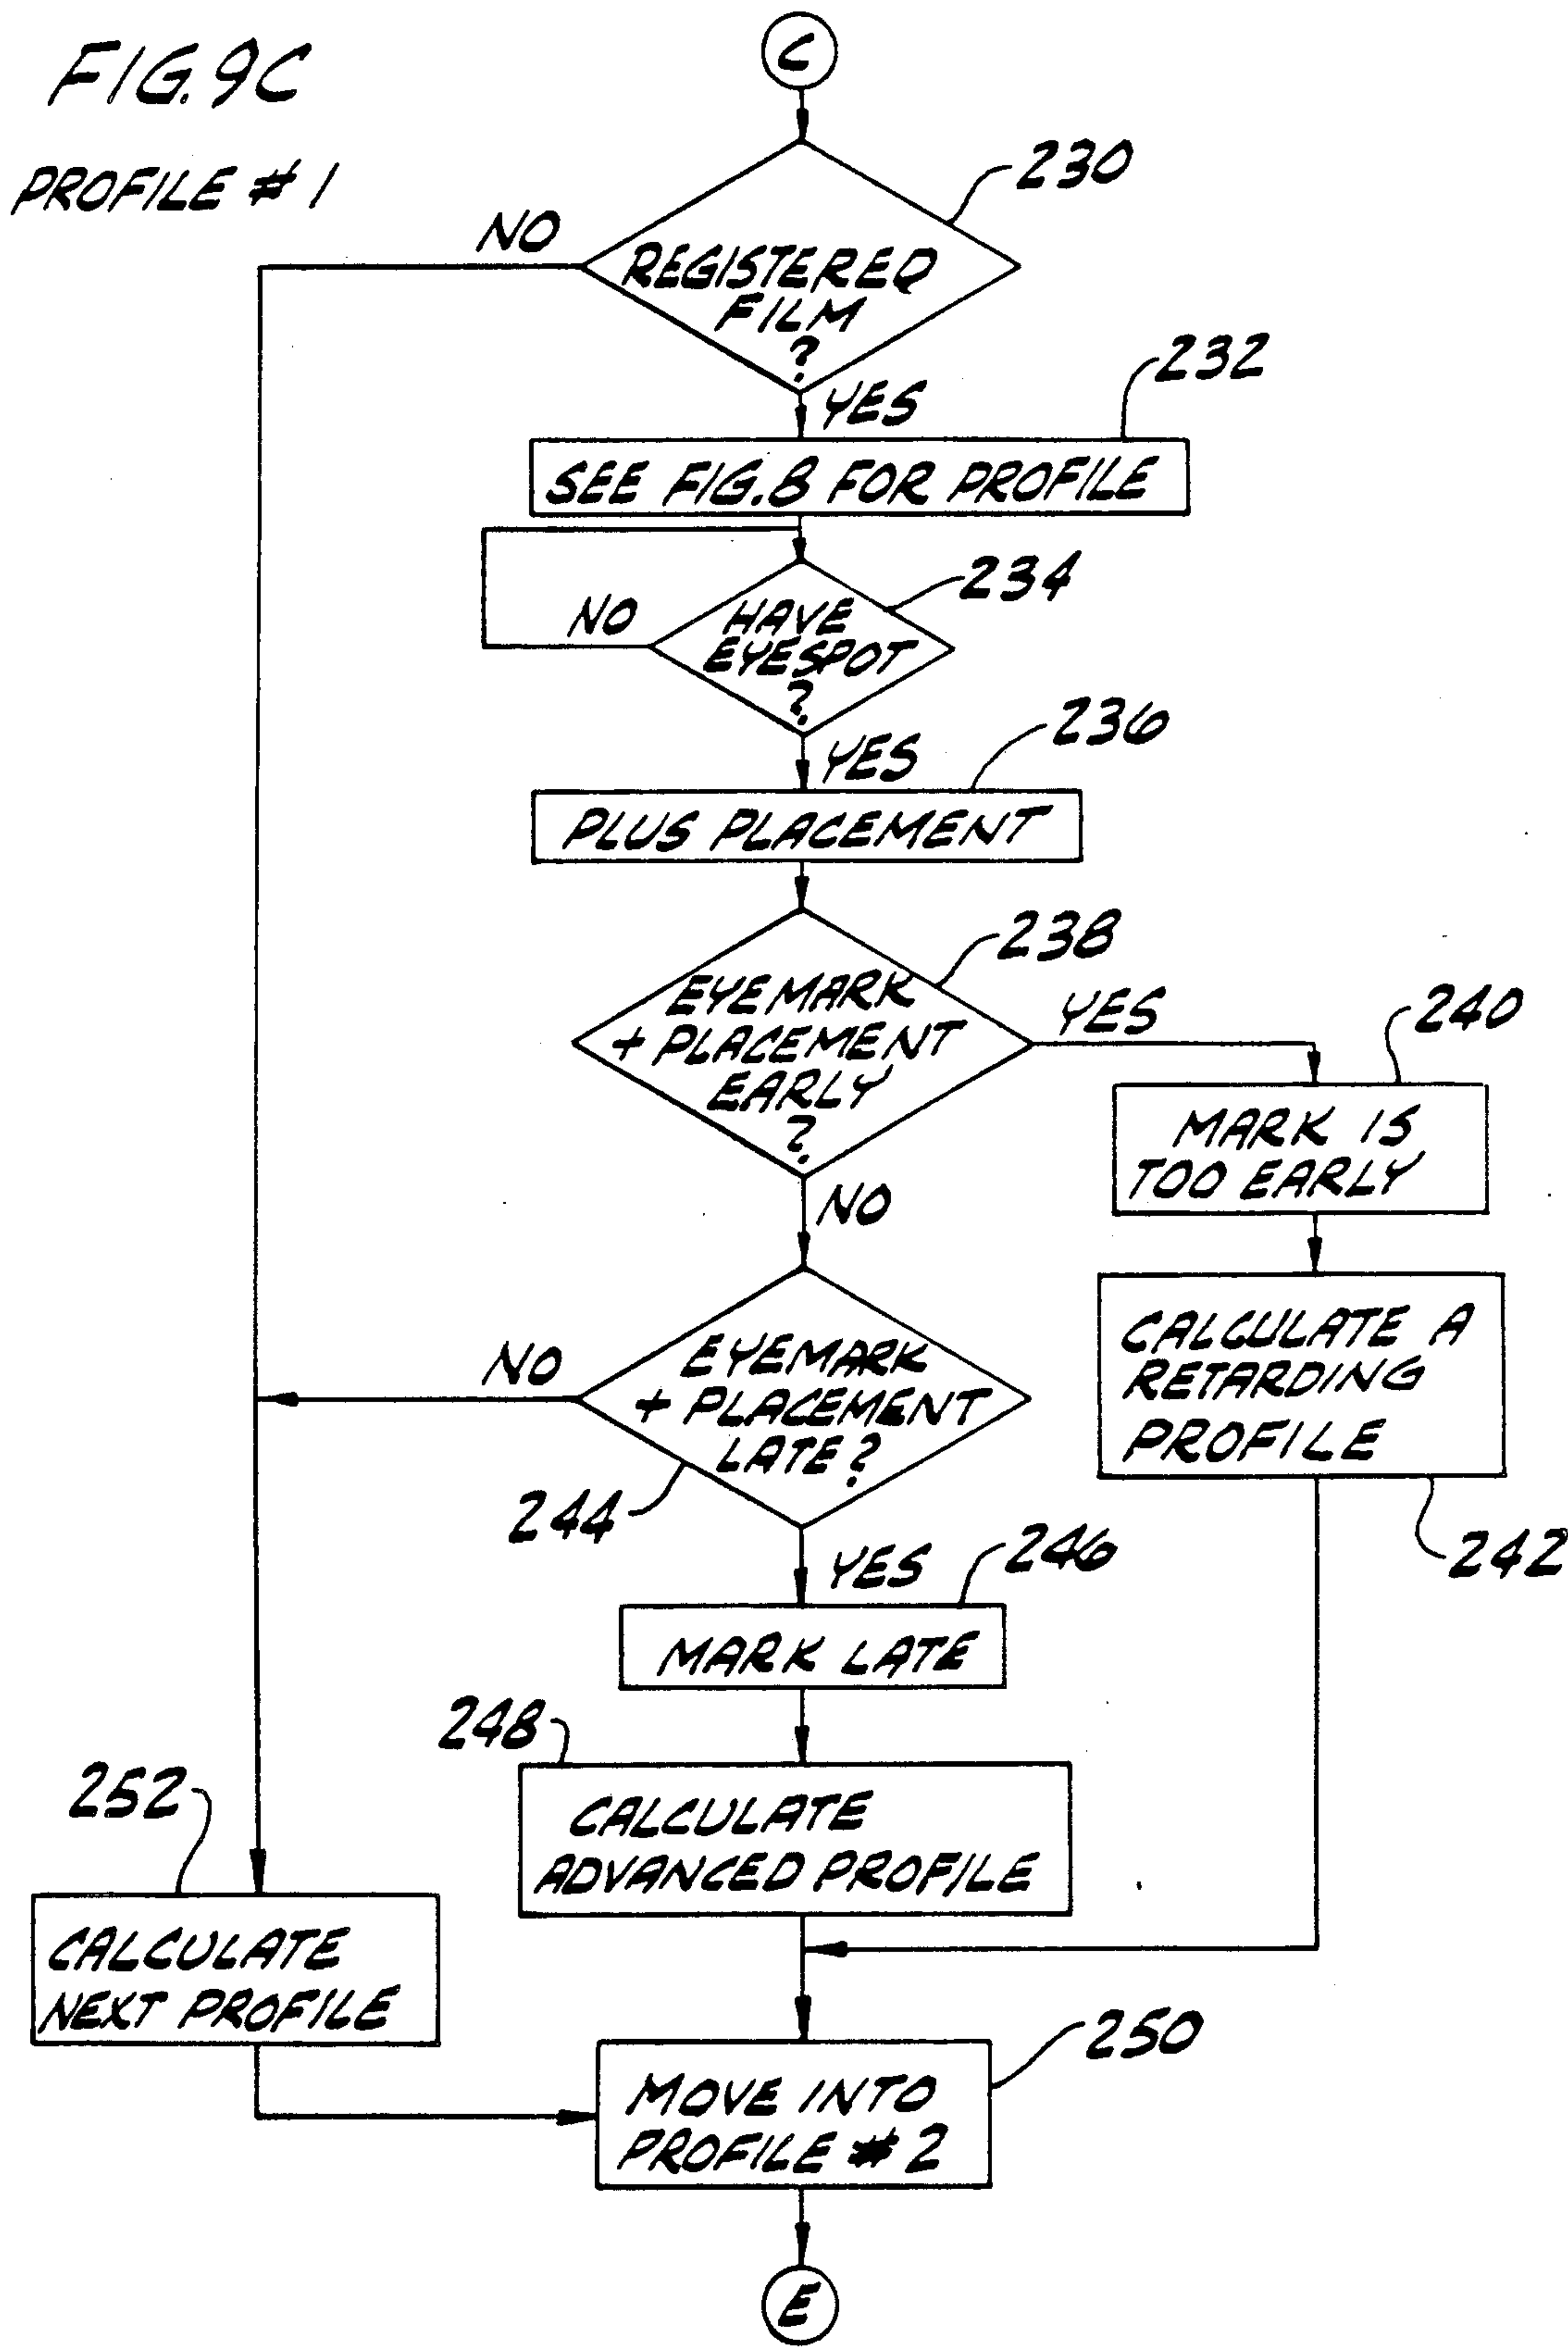 C
FIG. 9C
PROFILE # 1
230
NO
REGISTERED
FILM
?
232
YES
SEE FIG. 8 FOR PROFILE
234
NO
HAVE
EYESPOT
?
236
YES
PLUS PLACEMENT
238
EYEMARK
+ PLACEMENT
EARLY
?
YES
240
MARK IS
TOO EARLY
NO
CALCULATE A
RETARDING
PROFILE
242
NO
EYEMARK
+ PLACEMENT
LATE ?
244
YES
246
MARK LATE
248
CALCULATE
ADVANCED PROFILE
252
CALCULATE
NEXT PROFILE
250
MOVE INTO
PROFILE # 2
E